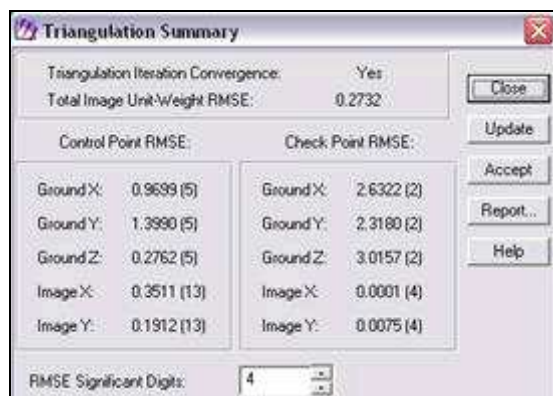 Triangulation Summary
Triangulation Iteration Convergence: Yes
Total Image Unit-Weight RMSE: 0.2732
Close
Update
Accept
Report...
Help
Control Point RMSE:
Ground X: 0.9699 (5)
Ground Y: 1.3990 (5)
Ground Z: 0.2762 (5)
Image X: 0.3511 (13)
Image Y: 0.1912 (13)
Check Point RMSE:
Ground X: 2.6322 (2)
Ground Y: 2.3180 (2)
Ground Z: 3.0157 (2)
Image X: 0.0001 (4)
Image Y: 0.0075 (4)
RMSE Significant Digits: 4